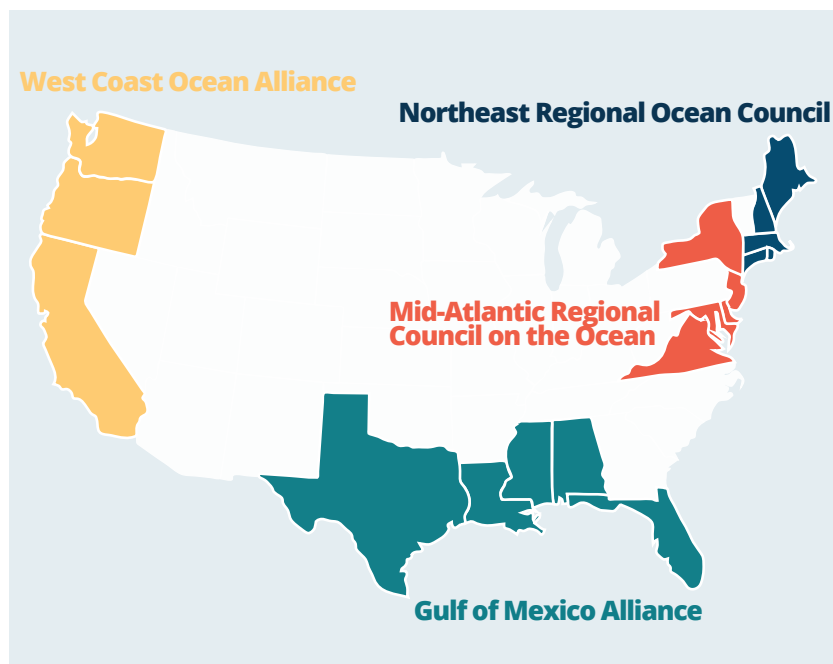 West Coast Ocean Alliance
Northeast Regional Ocean Council
Mid-Atlantic Regional
Council on the Ocean
Gulf of Mexico Alliance